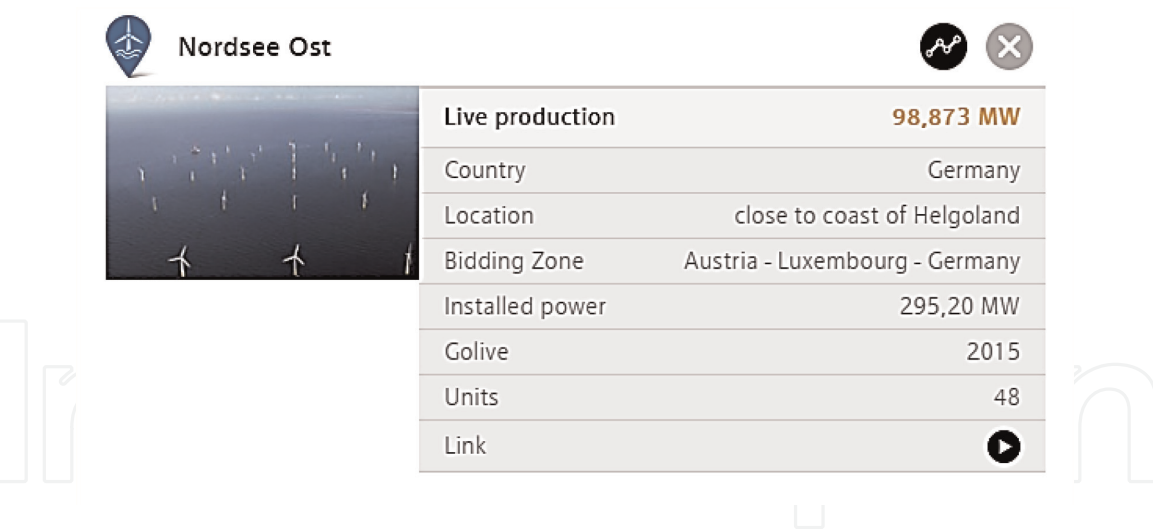 Nordsee Ost
Live production 98,873 MW
Country Germany
Location close to coast of Helgoland
Bidding Zone Austria - Luxembourg - Germany
Installed power 295,20 MW
Golive 2015
Units 48
Link